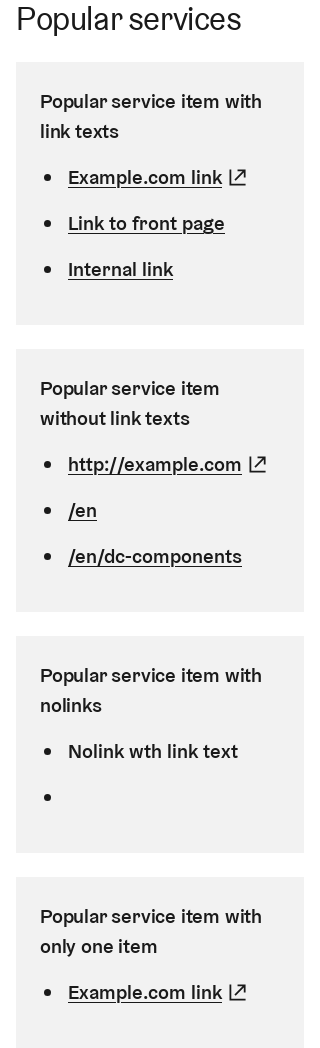 Popular services
Popular service item with
link texts
Example.com link
Link to front page
Internal link
Popular service item
without link texts
http://example.com
/en
/en/dc-components
Popular service item with
nolinks
Nolink wth link text
Popular service item with
only one item
Example.com link